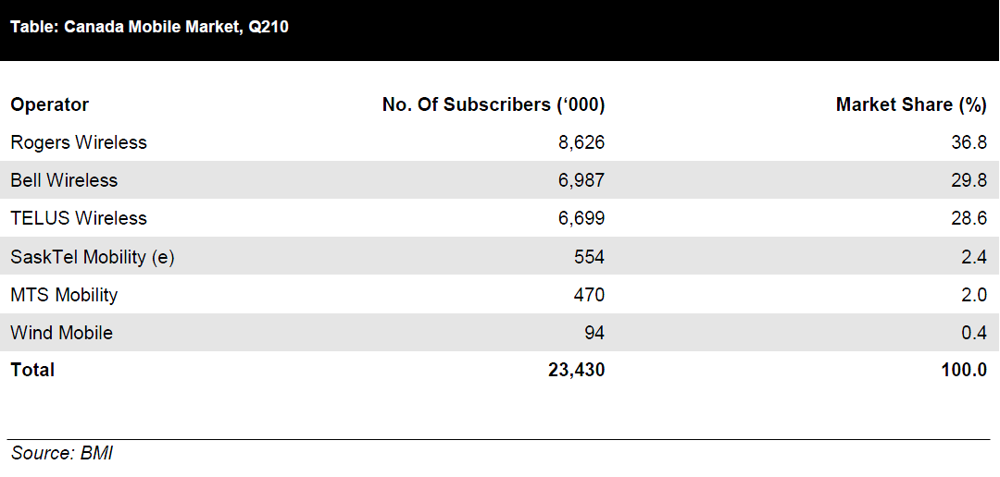 Table: Canada Mobile Market, Q210
Operator No. Of Subscribers (‘000) Market Share (%)
Rogers Wireless 8,626 36.8
Bell Wireless 6,987 29.8
TELUS Wireless 6,699 28.6
SaskTel Mobility (e) 554 2.4
MTS Mobility 470 2.0
Wind Mobile 94 0.4
Total 23,430 100.0
Source: BMI